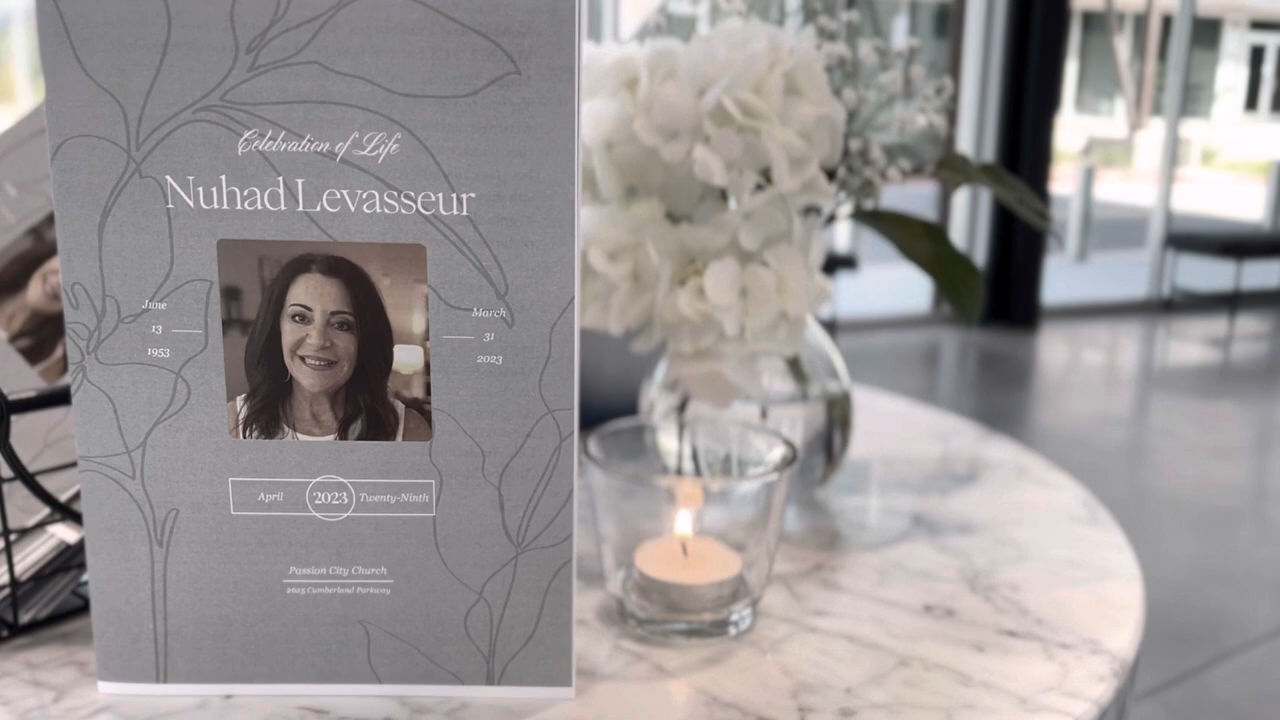 Celebration of Life
Nuhad Levasseur
June
13
1953
March
31
2023
April 2023 Twenty-Ninth
Passion City Church
2625 Cumberland Parkway